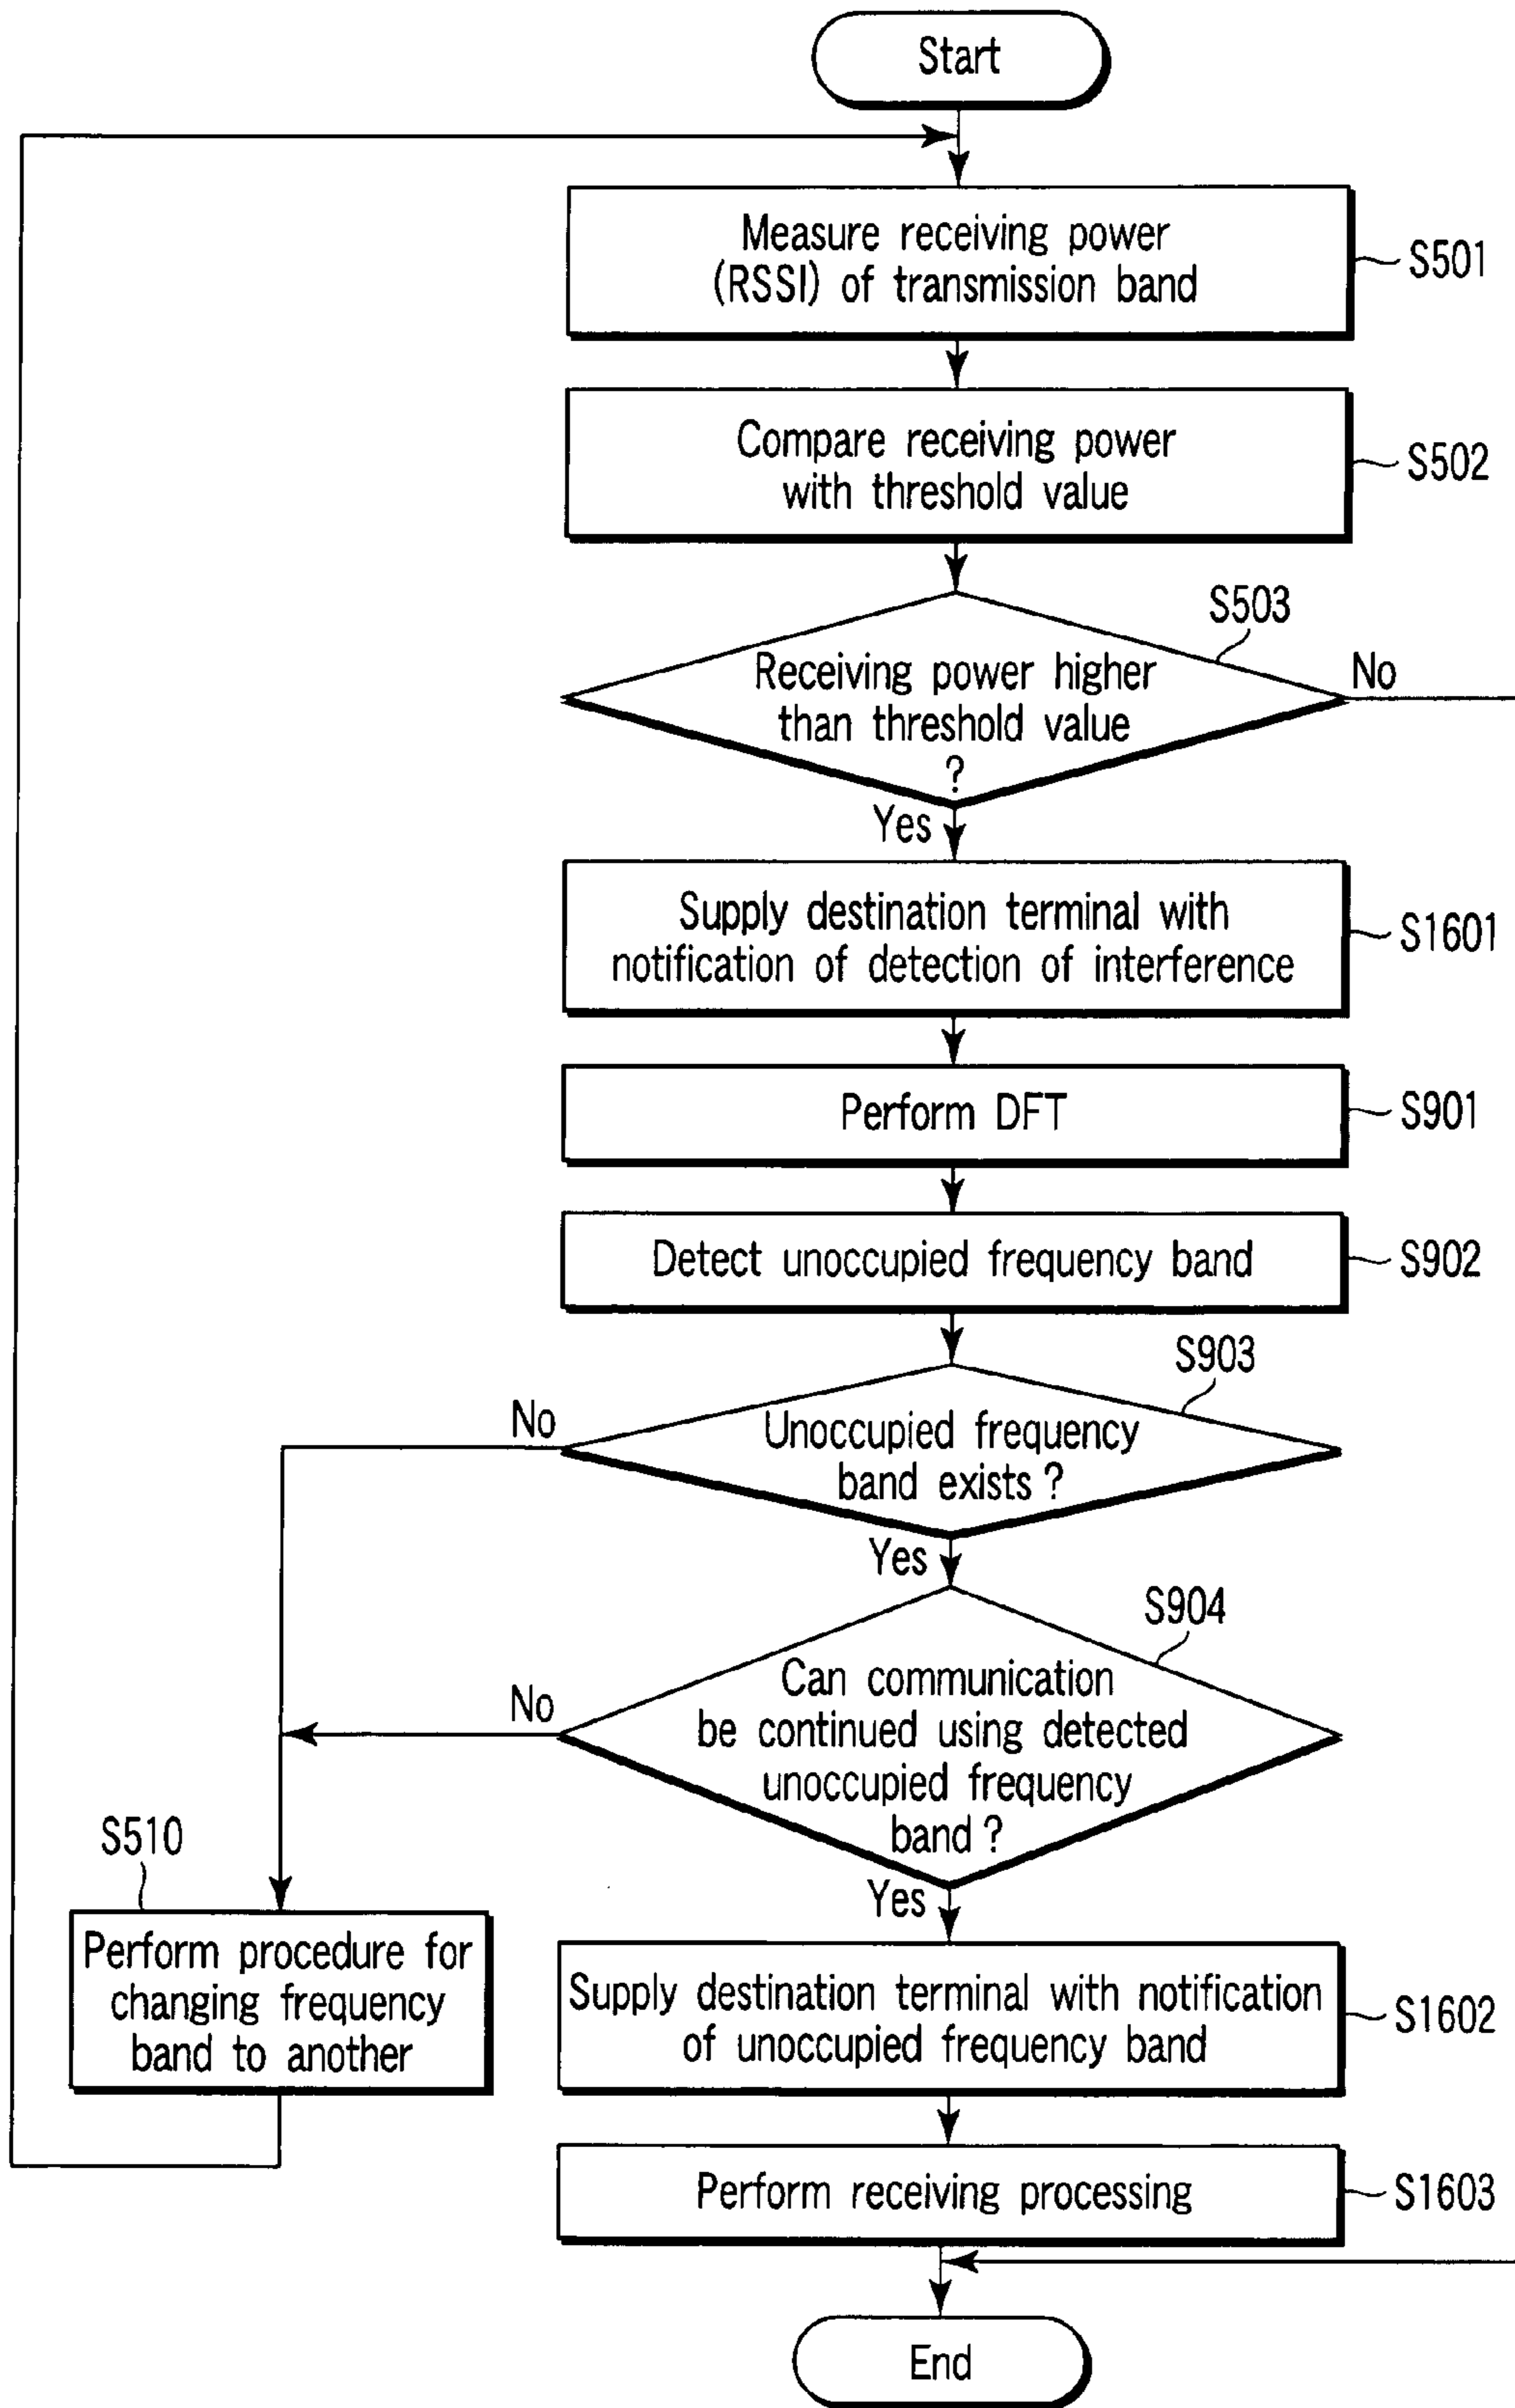 Start
Measure receiving power
(RSSI) of transmission band
S501
Compare receiving power
with threshold value
S502
S503
Receiving power higher
than threshold value
?
No
Yes
Supply destination terminal with
notification of detection of interference
S1601
Perform DFT
S901
Detect unoccupied frequency band
S902
S903
No
Unoccupied frequency
band exists ?
Yes
S904
No
Can communication
be continued using detected
unoccupied frequency
band ?
Yes
S510
Perform procedure for
changing frequency
band to another
Supply destination terminal with notification
of unoccupied frequency band
S1602
Perform receiving processing
S1603
End